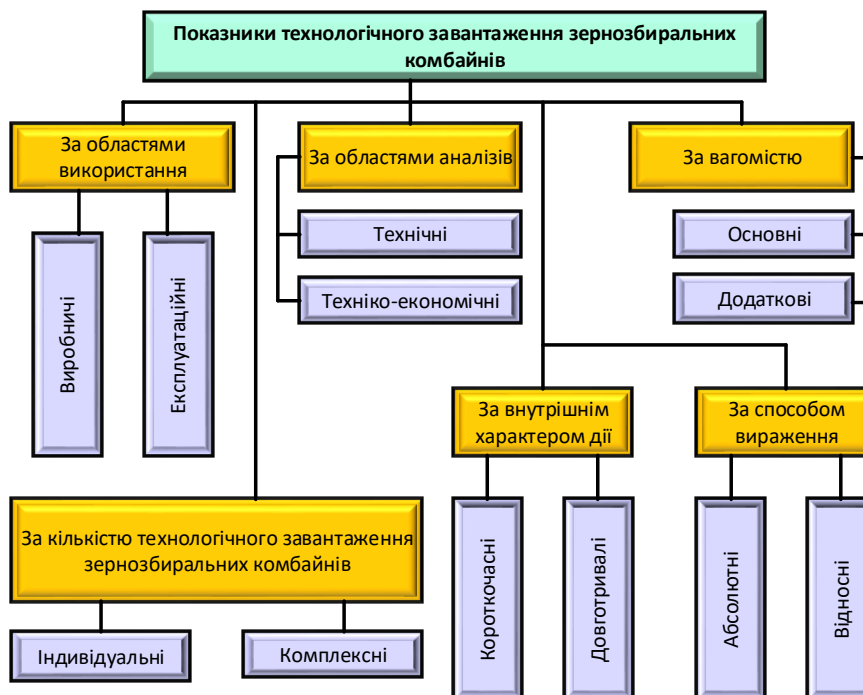 Показники технологічного завантаження зернозбиральних
комбайнів
За областями
використання
За областями аналізів
За вагомістю
Виробничі
Експлуатаційні
Технічні
Техніко-економічні
Основні
Додаткові
За внутрішнім
характером дії
За способом
вираження
Короткочасні
Довготривалі
Абсолютні
Відносні
За кількістю технологічного завантаження
зернозбиральних комбайнів
Індивідуальні
Комплексні